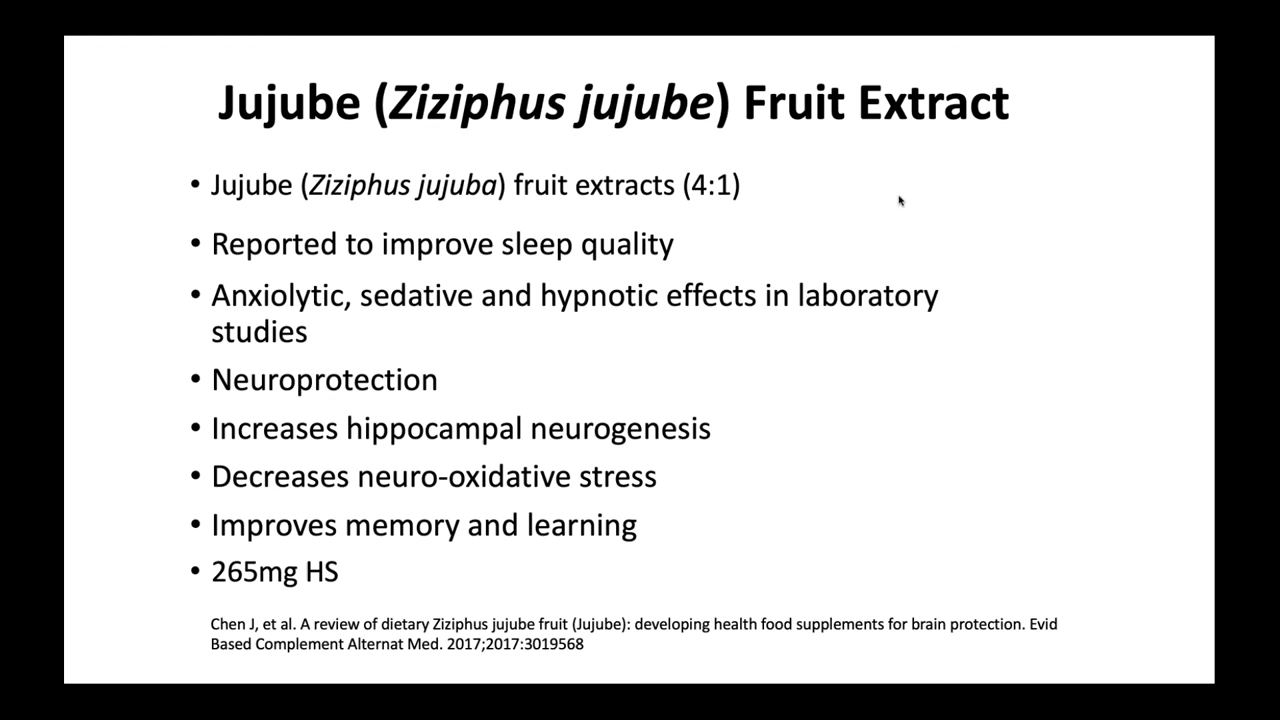 Jujube (Ziziphus jujube) Fruit Extract
• Jujube (Ziziphus jujuba) fruit extracts (4:1)
• Reported to improve sleep quality
• Anxiolytic, sedative and hypnotic effects in laboratory
studies
• Neuroprotection
• Increases hippocampal neurogenesis
• Decreases neuro-oxidative stress
• Improves memory and learning
• 265mg HS
Chen J, et al. A review of dietary Ziziphus jujube fruit (Jujube): developing health food supplements for brain protection. Evid
Based Complement Alternat Med. 2017;2017:3019568